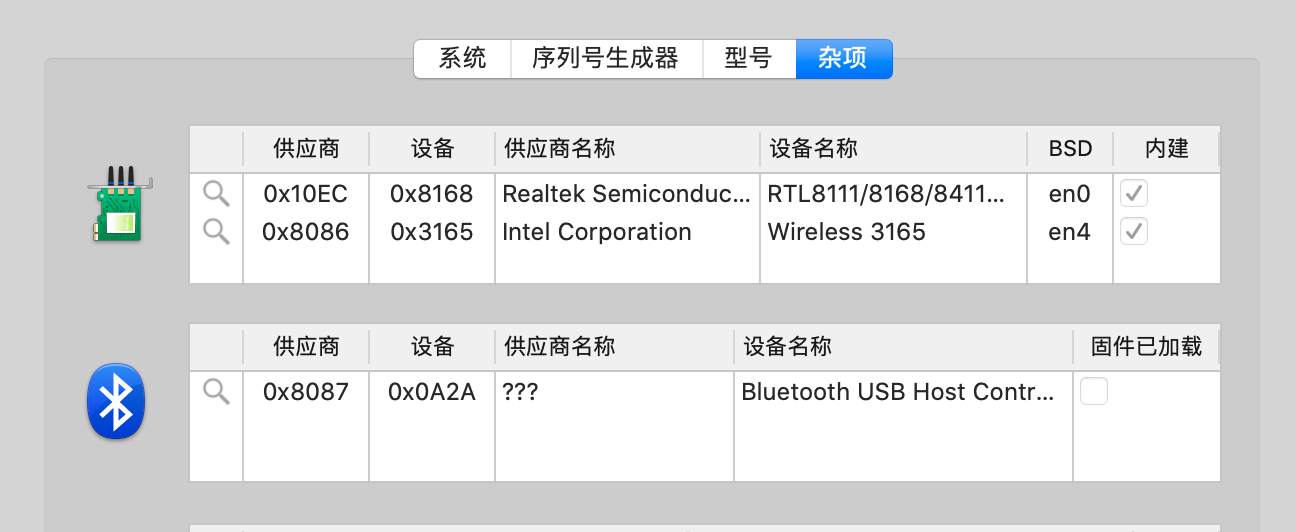 系统 序列号生成器 型号 杂项
供应商 设备 供应商名称 设备名称 BSD 内建
0x10EC 0x8168 Realtek Semiconduc... RTL8111/8168/8411... en0
0x8086 0x3165 Intel Corporation Wireless 3165 en4
供应商 设备 供应商名称 设备名称 固件已加载
0x8087 0x0A2A ??? Bluetooth USB Host Contr...